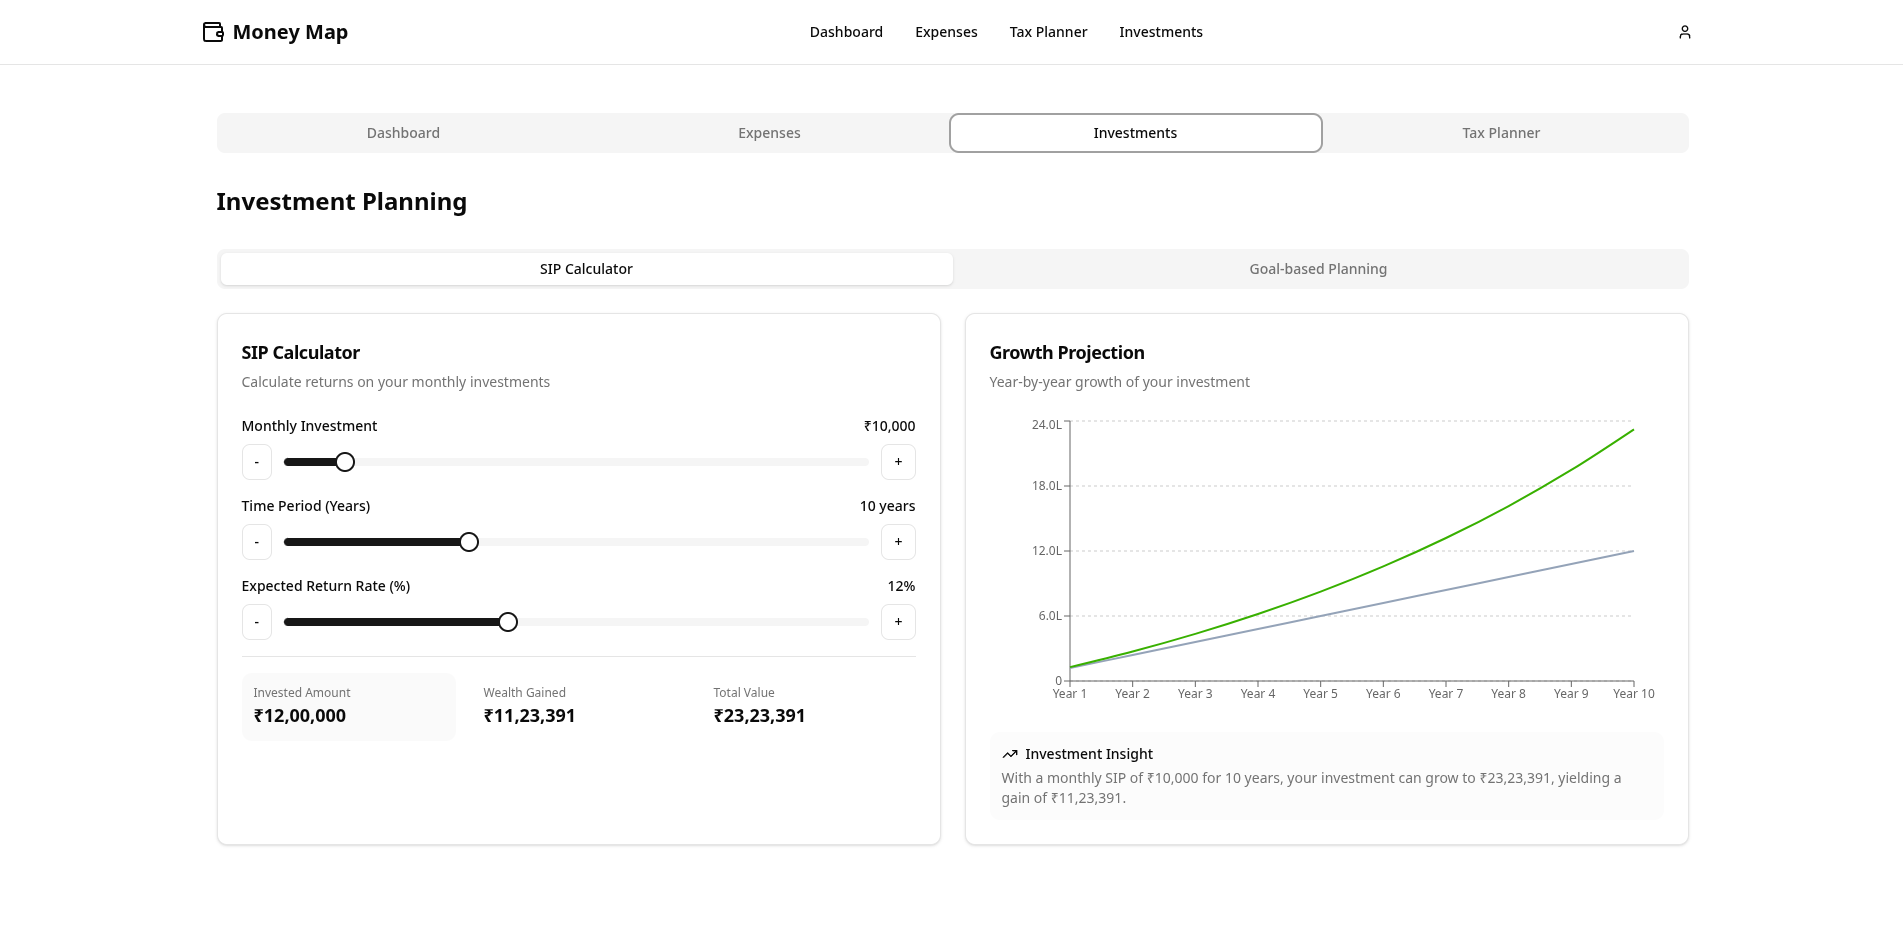 Money Map
Dashboard Expenses Tax Planner Investments
Dashboard Expenses Investments Tax Planner
Investment Planning
SIP Calculator Goal-based Planning
SIP Calculator
Calculate returns on your monthly investments
Monthly Investment ₹10,000
- +
Time Period (Years) 10 years
- +
Expected Return Rate (%) 12%
- +
Invested Amount Wealth Gained Total Value
₹12,00,000 ₹11,23,391 ₹23,23,391
Growth Projection
Year-by-year growth of your investment
24.0L
18.0L
12.0L
6.0L
0
Year 1 Year 2 Year 3 Year 4 Year 5 Year 6 Year 7 Year 8 Year 9 Year 10
Investment Insight
With a monthly SIP of ₹10,000 for 10 years, your investment can grow to ₹23,23,391, yielding a
gain of ₹11,23,391.